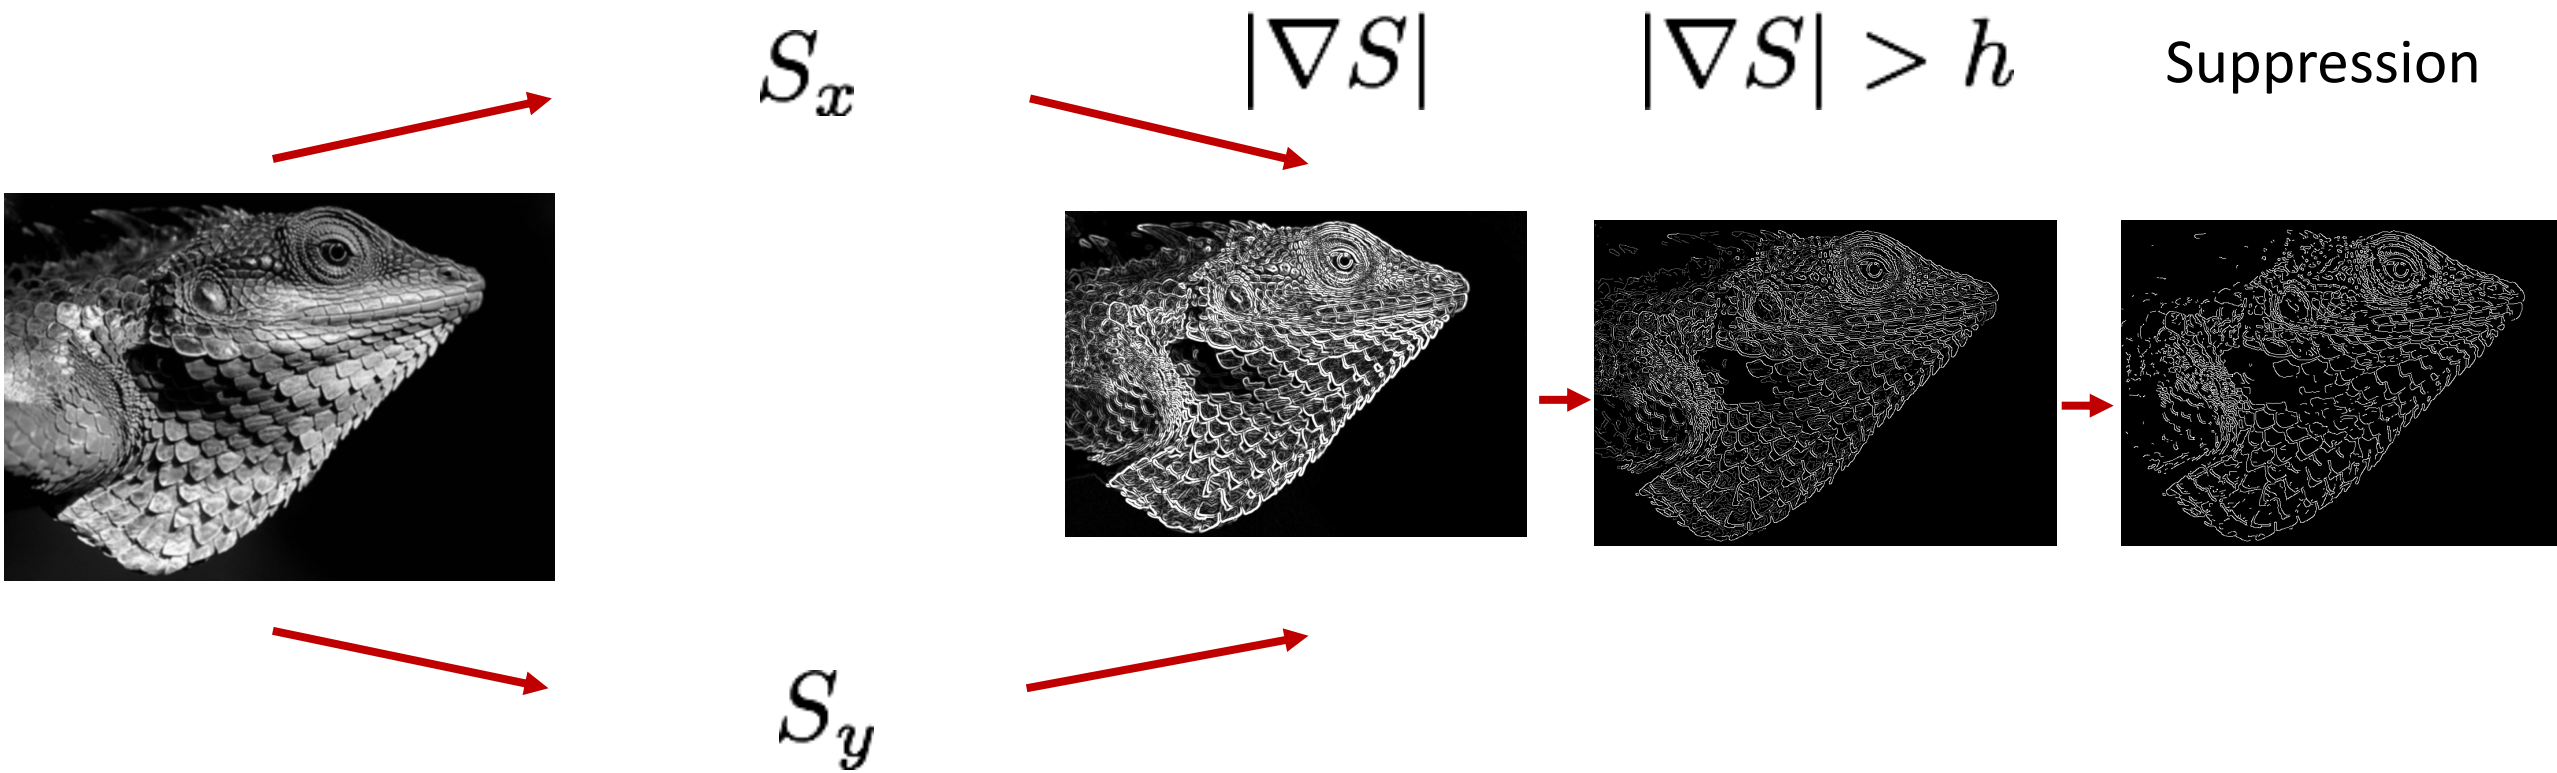 S_x
|∇S|
|∇S| > h
Suppression
S_y